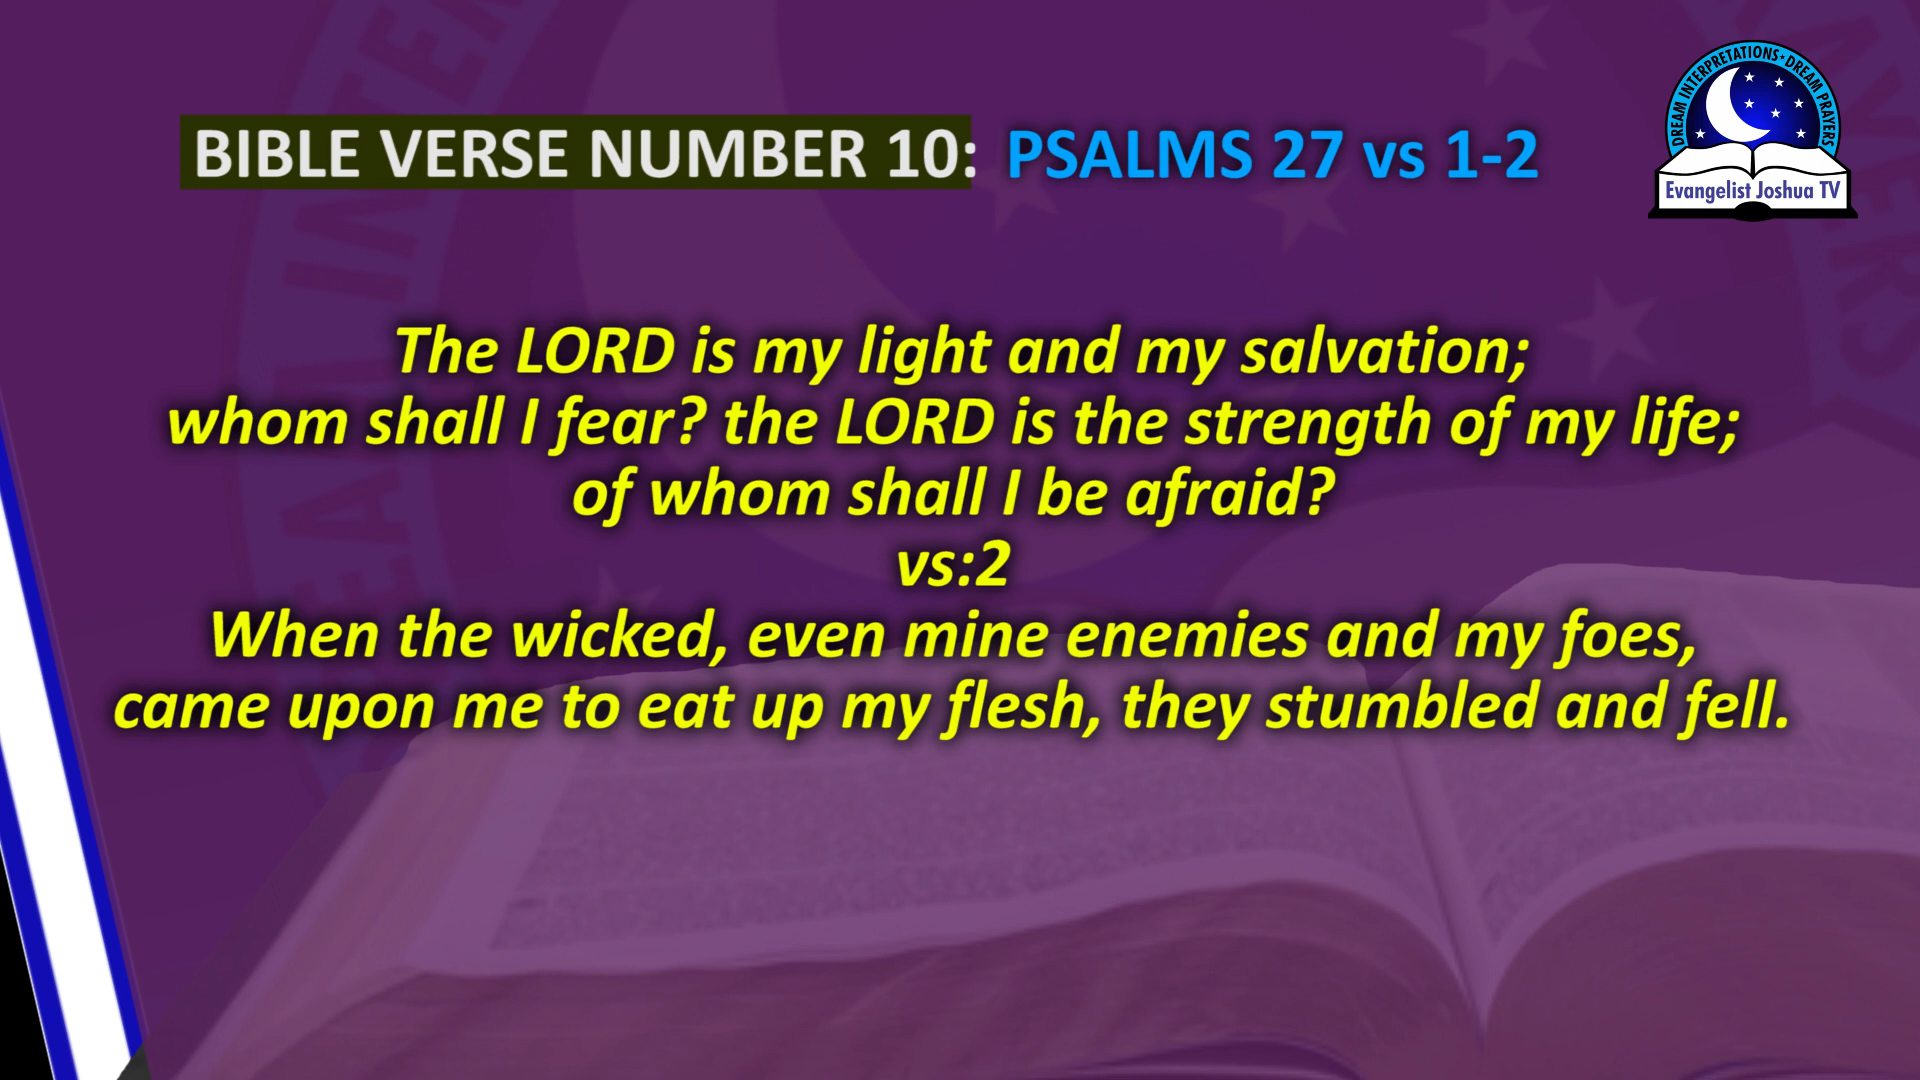 BIBLE VERSE NUMBER 10: PSALMS 27 vs 1-2
DREAM INTERPRETATIONS • DREAM PRAYERS
Evangelist Joshua TV
The LORD is my light and my salvation;
whom shall I fear? the LORD is the strength of my life;
of whom shall I be afraid?
vs:2
When the wicked, even mine enemies and my foes,
came upon me to eat up my flesh, they stumbled and fell.